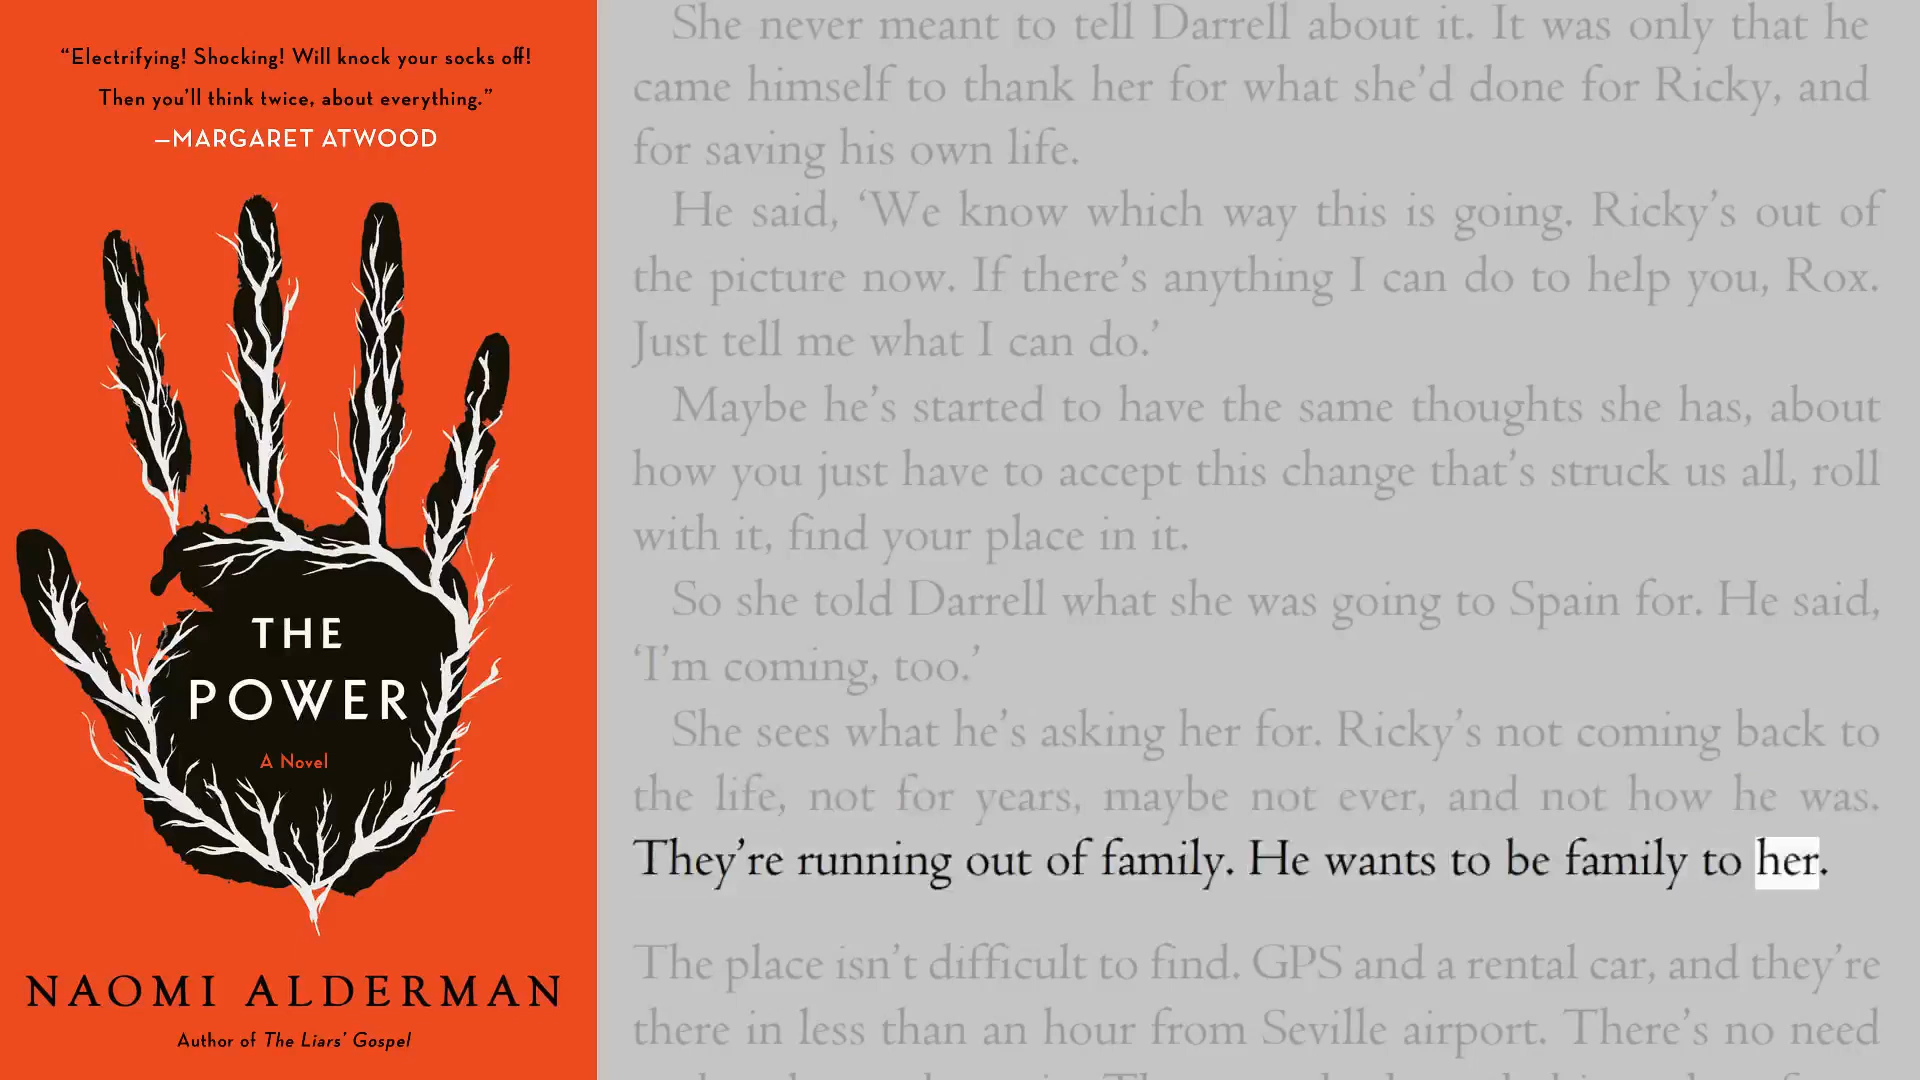 “Electrifying! Shocking! Will knock your socks off!
Then you’ll think twice, about everything.”
—MARGARET ATWOOD
THE
POWER
A Novel
NAOMI ALDERMAN
Author of The Liars’ Gospel
She never meant to tell Darrell about it. It was only that he
came himself to thank her for what she’d done for Ricky, and
for saving his own life.
He said, ‘We know which way this is going. Ricky’s out of
the picture now. If there’s anything I can do to help you, Rox.
Just tell me what I can do.’
Maybe he’s started to have the same thoughts she has, about
how you just have to accept this change that’s struck us all, roll
with it, find your place in it.
So she told Darrell what she was going to Spain for. He said,
‘I’m coming, too.’
She sees what he’s asking her for. Ricky’s not coming back to
the life, not for years, maybe not ever, and not how he was.
They’re running out of family. He wants to be family to her.
The place isn’t difficult to find. GPS and a rental car, and they’re
there in less than an hour from Seville airport. There’s no need